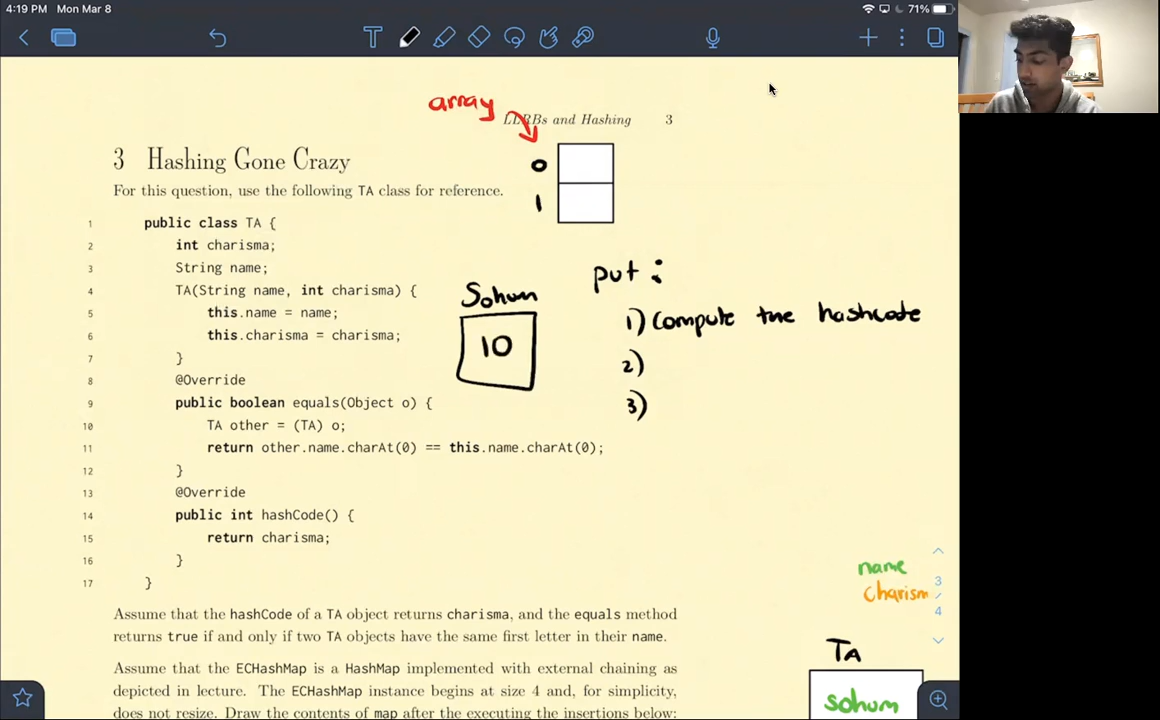 4:19 PM Mon Mar 8
71%
array
LLRBs and Hashing 3
0
1
3 Hashing Gone Crazy
For this question, use the following TA class for reference.
1 public class TA {
2 int charisma;
3 String name;
4 TA(String name, int charisma) {
5 this.name = name;
6 this.charisma = charisma;
7 }
8 @Override
9 public boolean equals(Object o) {
10 TA other = (TA) o;
11 return other.name.charAt(0) == this.name.charAt(0);
12 }
13 @Override
14 public int hashCode() {
15 return charisma;
16 }
17 }
Sohum
10
put :
1) Compute the hashcode
2)
3)
Assume that the hashCode of a TA object returns charisma, and the equals method
returns true if and only if two TA objects have the same first letter in their name.
Assume that the ECHashMap is a HashMap implemented with external chaining as
depicted in lecture. The ECHashMap instance begins at size 4 and, for simplicity,
does not resize. Draw the contents of map after the executing the insertions below:
name
charism
3
/
4
TA
sohum